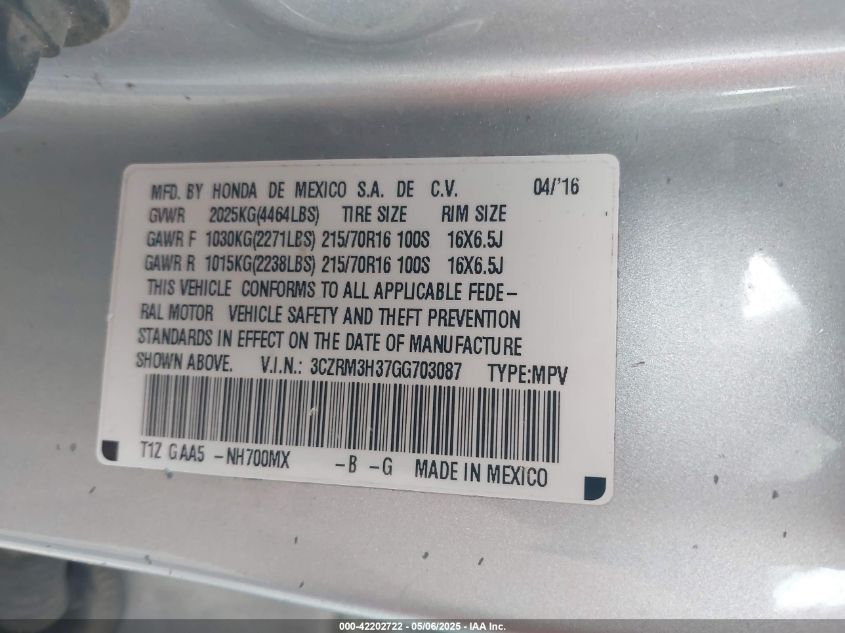 MFD. BY HONDA DE MEXICO S.A. DE C.V. 04/'16
GVWR 2025KG(4464LBS) TIRE SIZE RIM SIZE
GAWR F 1030KG(2271LBS) 215/70R16 100S 16X6.5J
GAWR R 1015KG(2238LBS) 215/70R16 100S 16X6.5J
THIS VEHICLE CONFORMS TO ALL APPLICABLE FEDE-
RAL MOTOR VEHICLE SAFETY AND THEFT PREVENTION
STANDARDS IN EFFECT ON THE DATE OF MANUFACTURE
SHOWN ABOVE. V.I.N.: 3CZRM3H37GG703087 TYPE:MPV
T1Z GAA5 -NH700MX -B -G MADE IN MEXICO
000-42202722 - 05/06/2025 - IAA Inc.